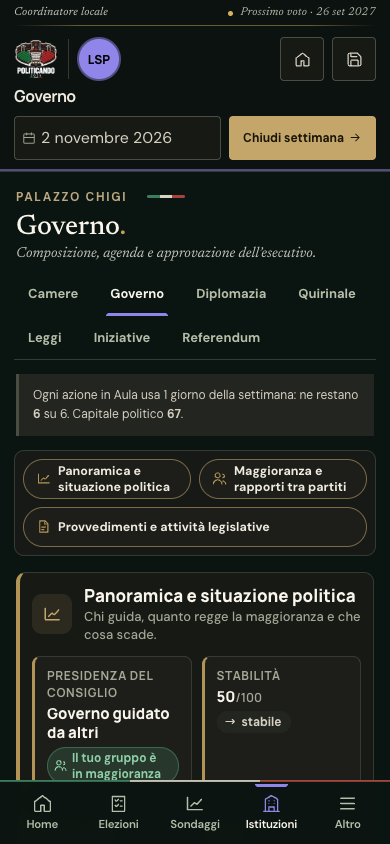 Coordinatore locale
Prossimo voto · 26 set 2027
POLITICANDO
LSP
Governo
2 novembre 2026
Chiudi settimana →
PALAZZO CHIGI
Governo.
Composizione, agenda e approvazione dell'esecutivo.
Camere
Governo
Diplomazia
Quirinale
Leggi
Iniziative
Referendum
Ogni azione in Aula usa 1 giorno della settimana: ne restano
6 su 6. Capitale politico 67.
Panoramica e
situazione politica
Maggioranza e
rapporti tra partiti
Provvedimenti e attività legislative
Panoramica e situazione politica
Chi guida, quanto regge la maggioranza e che
cosa scade.
PRESIDENZA DEL
CONSIGLIO
Governo guidato
da altri
Il tuo gruppo è
in maggioranza
STABILITÀ
50/100
→ stabile
Home
Elezioni
Sondaggi
Istituzioni
Altro